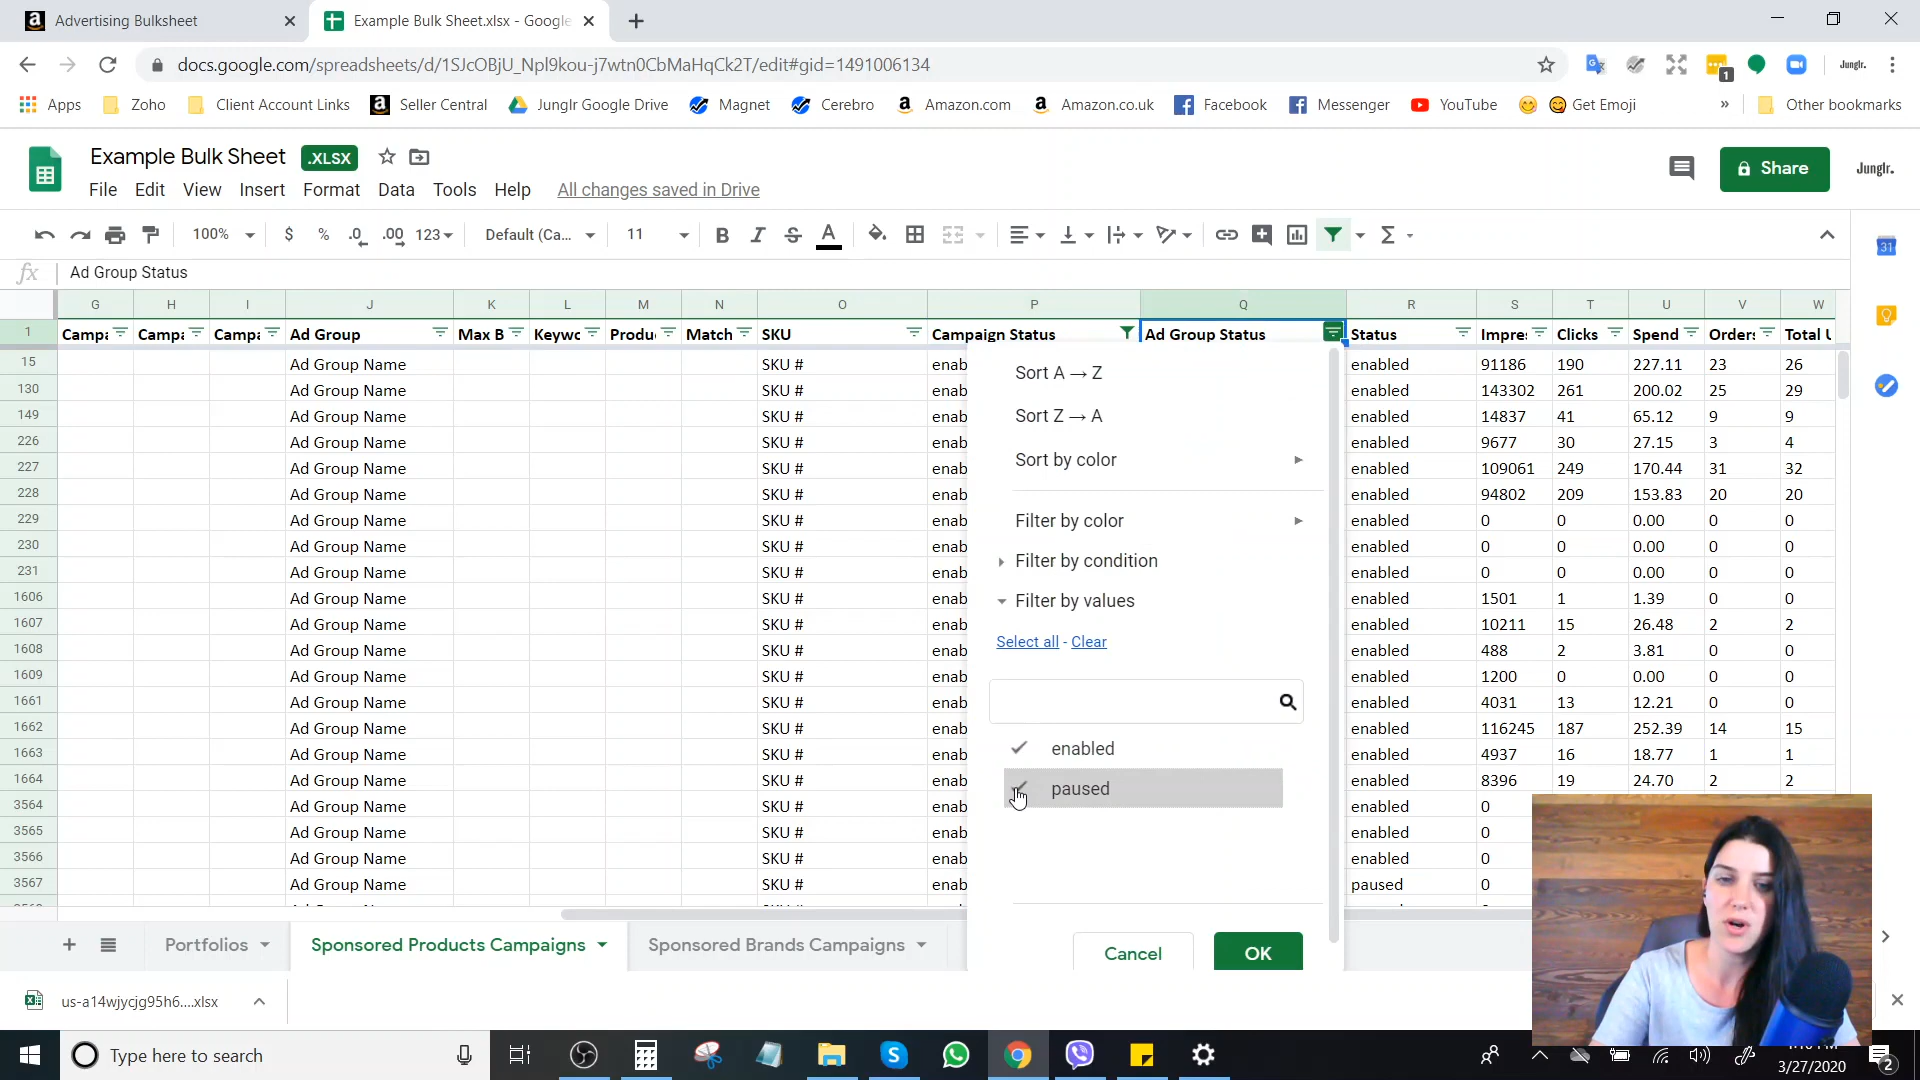 Advertising Bulksheet
Example Bulk Sheet.xlsx - Google
docs.google.com/spreadsheets/d/1SJcOBjU_Npl9kou-j7wtn0CbMaHqCk2T/edit#gid=1491006134
1 Junglr.
Apps Zoho Client Account Links Seller Central Junglr Google Drive Magnet Cerebro Amazon.com Amazon.co.uk Facebook Messenger YouTube Get Emoji » Other bookmarks
Example Bulk Sheet .XLSX
Share Junglr.
File Edit View Insert Format Data Tools Help All changes saved in Drive
100% $ % .0 .00 123 Default (Ca... 11 B I S A Σ
31
fx Ad Group Status
G H I J K L M N O P Q R S T U V W
1 Campa Campa Campa Ad Group Max B Keywc Produ Match SKU Campaign Status Ad Group Status Status Impre Clicks Spend Orders Total U
15 Ad Group Name SKU # enab enabled 91186 190 227.11 23 26
130 Ad Group Name SKU # enab enabled 143302 261 200.02 25 29
149 Ad Group Name SKU # enab enabled 14837 41 65.12 9 9
226 Ad Group Name SKU # enab enabled 9677 30 27.15 3 4
227 Ad Group Name SKU # enab enabled 109061 249 170.44 31 32
228 Ad Group Name SKU # enab enabled 94802 209 153.83 20 20
229 Ad Group Name SKU # enab enabled 0 0 0.00 0 0
230 Ad Group Name SKU # enab enabled 0 0 0.00 0 0
231 Ad Group Name SKU # enab enabled 0 0 0.00 0 0
1606 Ad Group Name SKU # enab enabled 1501 1 1.39 0 0
1607 Ad Group Name SKU # enab enabled 10211 15 26.48 2 2
1608 Ad Group Name SKU # enab enabled 488 2 3.81 0 0
1609 Ad Group Name SKU # enab enabled 1200 0 0.00 0 0
1661 Ad Group Name SKU # enab enabled 4031 13 12.21 0 0
1662 Ad Group Name SKU # enab enabled 116245 187 252.39 14 15
1663 Ad Group Name SKU # enab enabled 4937 16 18.77 1 1
1664 Ad Group Name SKU # enab enabled 8396 19 24.70 2 2
3564 Ad Group Name SKU # enab enabled 0
3565 Ad Group Name SKU # enab enabled 0
3566 Ad Group Name SKU # enab enabled 0
3567 Ad Group Name SKU # enab paused 0
Sort A → Z
Sort Z → A
Sort by color
Filter by color
Filter by condition
Filter by values
Select all - Clear
enabled
paused
Cancel OK
Portfolios Sponsored Products Campaigns Sponsored Brands Campaigns
us-a14wjycjg95h6....xlsx
Type here to search
3/27/2020
2